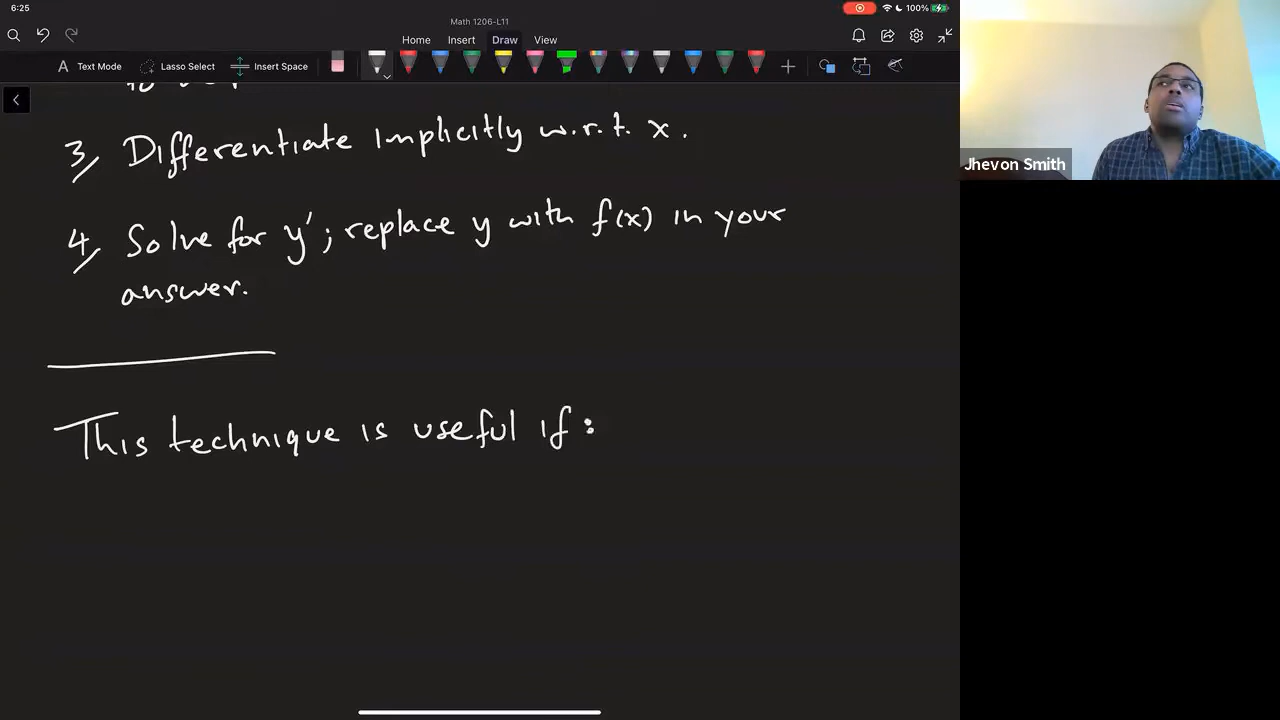 6:25
100%
Math 1206-L11
Home Insert Draw View
Text Mode Lasso Select Insert Space
3, Differentiate implicitly w.r.t. x.
4, Solve for y'; replace y with f(x) in your
answer.
This technique is useful if:
Jhevon Smith